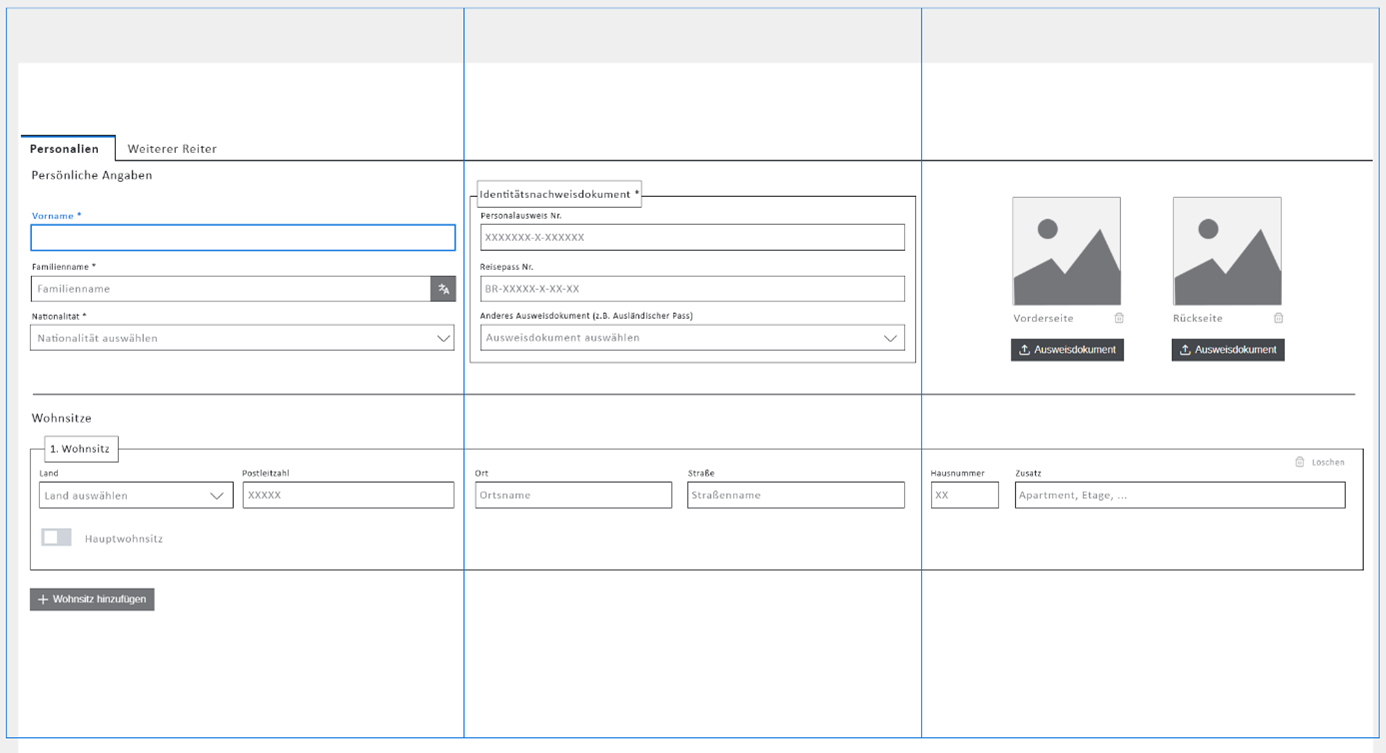 Personalien
Weiterer Reiter
Persönliche Angaben
Vorname *
Familienname *
Familienname
Nationalität *
Nationalität auswählen
Identitätsnachweisdokument *
Personalausweis Nr.
XXXXXXX-X-XXXXXX
Reisepass Nr.
BR-XXXXX-X-XX-XX
Anderes Ausweisdokument (z.B. Ausländischer Pass)
Ausweisdokument auswählen
Vorderseite
Rückseite
Ausweisdokument
Ausweisdokument
Wohnsitze
1. Wohnsitz
Löschen
Land
Land auswählen
Postleitzahl
XXXXX
Ort
Ortsname
Straße
Straßenname
Hausnummer
XX
Zusatz
Apartment, Etage, ...
Hauptwohnsitz
Wohnsitz hinzufügen